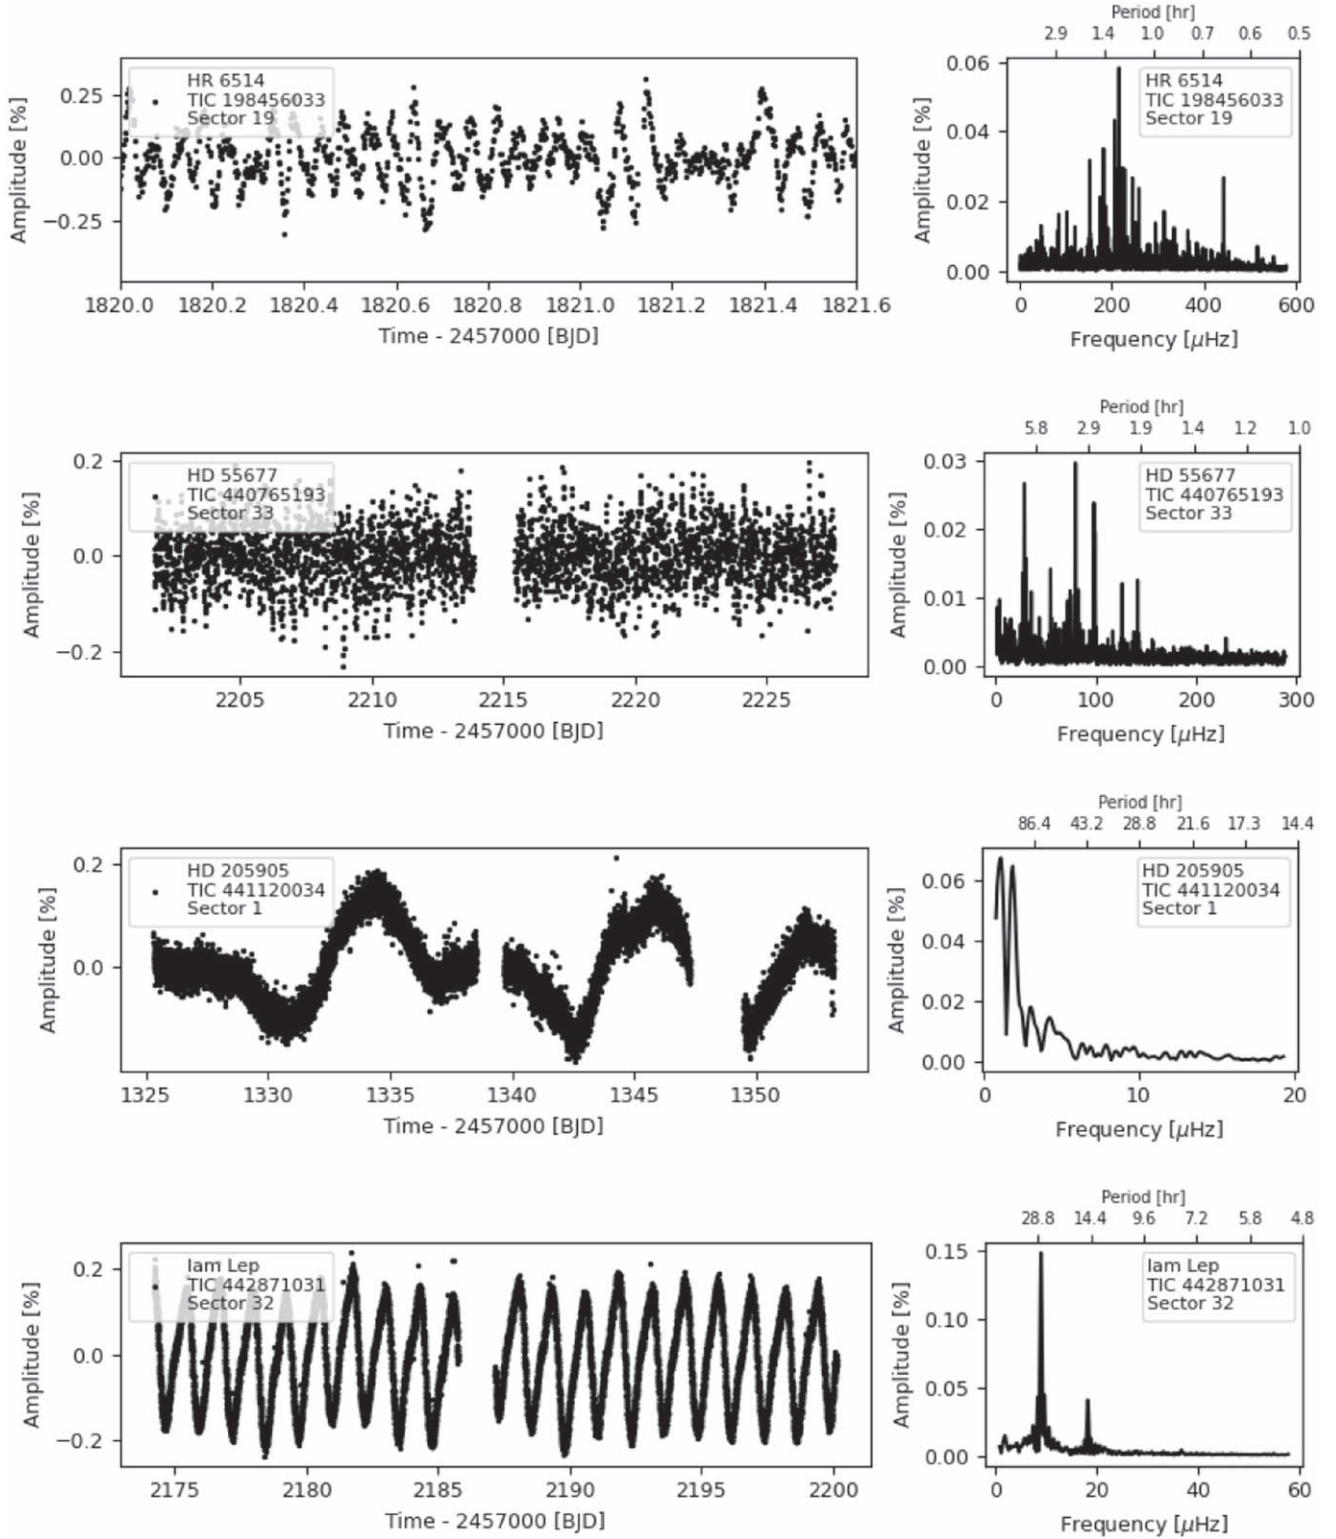 Period [hr]
2.9 1.4 1.0 0.7 0.6 0.5
HR 6514
TIC 198456033
Sector 19
0.25
0.00
−0.25
Amplitude [%]
1820.0 1820.2 1820.4 1820.6 1820.8 1821.0 1821.2 1821.4 1821.6
Time - 2457000 [BJD]
HR 6514
TIC 198456033
Sector 19
0.06
0.04
0.02
0.00
Amplitude [%]
0 200 400 600
Frequency [μHz]
Period [hr]
5.8 2.9 1.9 1.4 1.2 1.0
HD 55677
TIC 440765193
Sector 33
0.2
0.0
−0.2
Amplitude [%]
2205 2210 2215 2220 2225
Time - 2457000 [BJD]
HD 55677
TIC 440765193
Sector 33
0.03
0.02
0.01
0.00
Amplitude [%]
0 100 200 300
Frequency [μHz]
Period [hr]
86.4 43.2 28.8 21.6 17.3 14.4
HD 205905
TIC 441120034
Sector 1
0.2
0.0
Amplitude [%]
1325 1330 1335 1340 1345 1350
Time - 2457000 [BJD]
HD 205905
TIC 441120034
Sector 1
0.06
0.04
0.02
0.00
Amplitude [%]
0 10 20
Frequency [μHz]
Period [hr]
28.8 14.4 9.6 7.2 5.8 4.8
lam Lep
TIC 442871031
Sector 32
0.2
0.0
−0.2
Amplitude [%]
2175 2180 2185 2190 2195 2200
Time - 2457000 [BJD]
lam Lep
TIC 442871031
Sector 32
0.15
0.10
0.05
0.00
Amplitude [%]
0 20 40 60
Frequency [μHz]